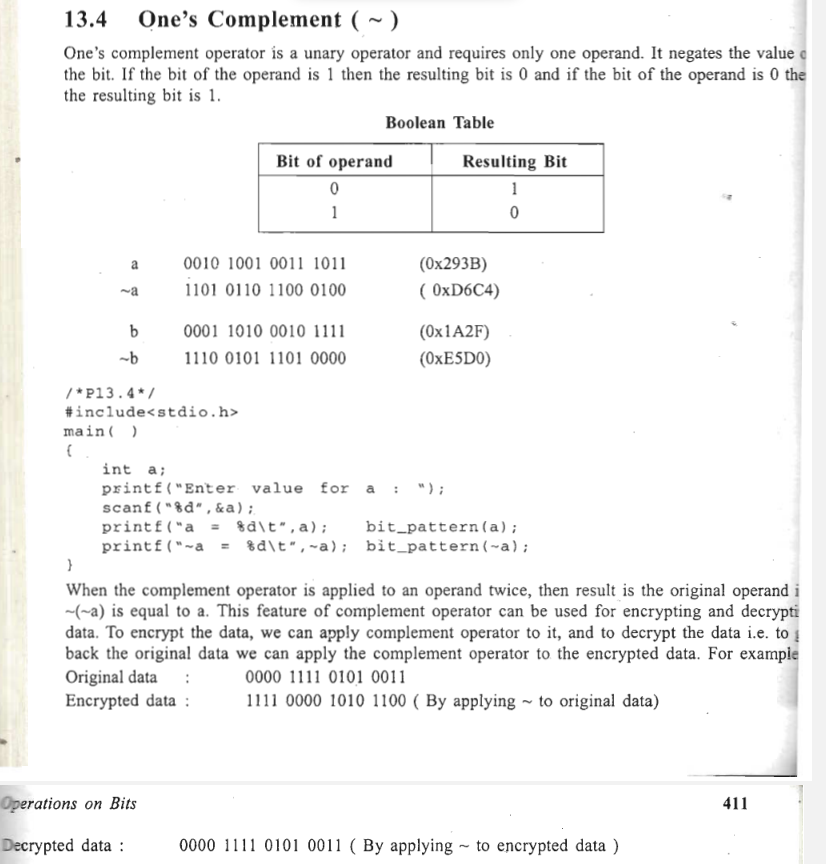 13.4 One's Complement ( ~ )
One's complement operator is a unary operator and requires only one operand. It negates the value
the bit. If the bit of the operand is 1 then the resulting bit is 0 and if the bit of the operand is 0 the
the resulting bit is 1.
Boolean Table
Bit of operand Resulting Bit
0 1
1 0
a 0010 1001 0011 1011 (0x293B)
~a 1101 0110 1100 0100 ( 0xD6C4)
b 0001 1010 0010 1111 (0x1A2F)
~b 1110 0101 1101 0000 (0xE5D0)
/*P13.4*/
#include<stdio.h>
main( )
{
int a;
printf("Enter value for a : ");
scanf("%d",&a);
printf("a = %d\t",a); bit_pattern(a);
printf("~a = %d\t",~a); bit_pattern(~a);
}
When the complement operator is applied to an operand twice, then result is the original operand i
~(~a) is equal to a. This feature of complement operator can be used for encrypting and decrypti
data. To encrypt the data, we can apply complement operator to it, and to decrypt the data i.e. to
back the original data we can apply the complement operator to the encrypted data. For example
Original data : 0000 1111 0101 0011
Encrypted data : 1111 0000 1010 1100 ( By applying ~ to original data)
Operations on Bits 411
Decrypted data : 0000 1111 0101 0011 ( By applying ~ to encrypted data )